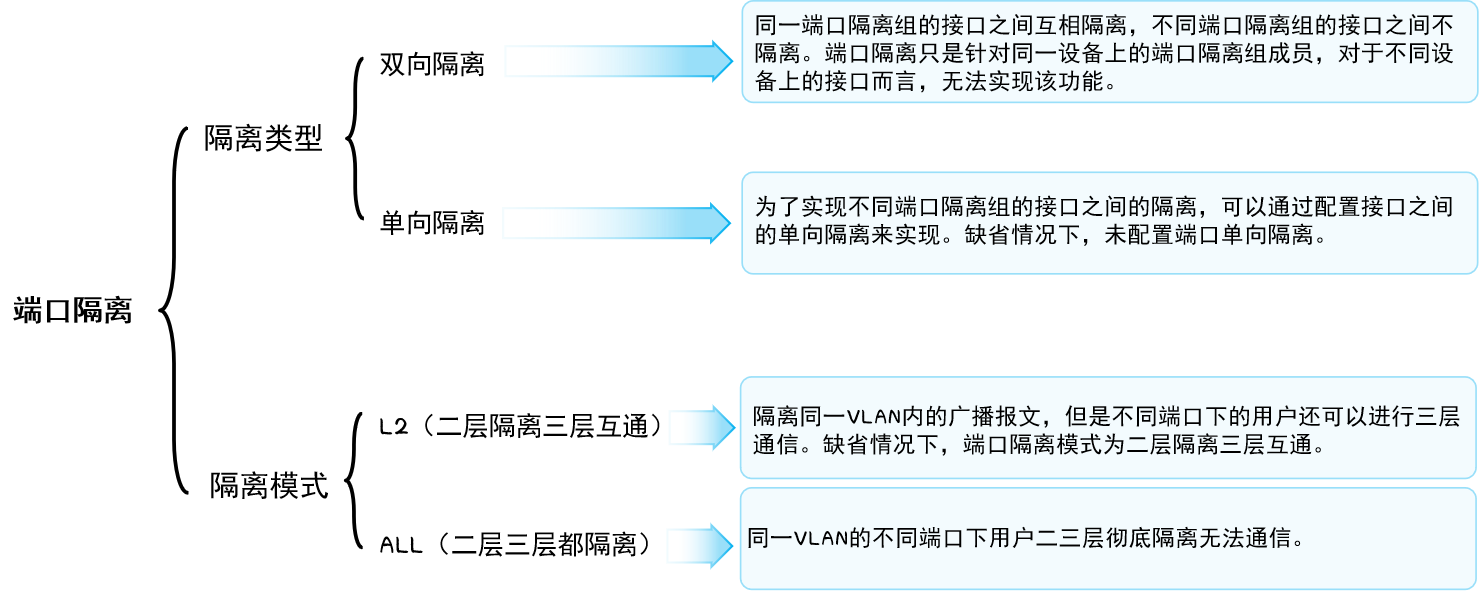 端口隔离
隔离类型
双向隔离
同一端口隔离组的接口之间互相隔离，不同端口隔离组的接口之间不
隔离。端口隔离只是针对同一设备上的端口隔离组成员，对于不同设
备上的接口而言，无法实现该功能。
单向隔离
为了实现不同端口隔离组的接口之间的隔离，可以通过配置接口之间
的单向隔离来实现。缺省情况下，未配置端口单向隔离。
隔离模式
L2（二层隔离三层互通）
隔离同一VLAN内的广播报文，但是不同端口下的用户还可以进行三层
通信。缺省情况下，端口隔离模式为二层隔离三层互通。
ALL（二层三层都隔离）
同一VLAN的不同端口下用户二三层彻底隔离无法通信。